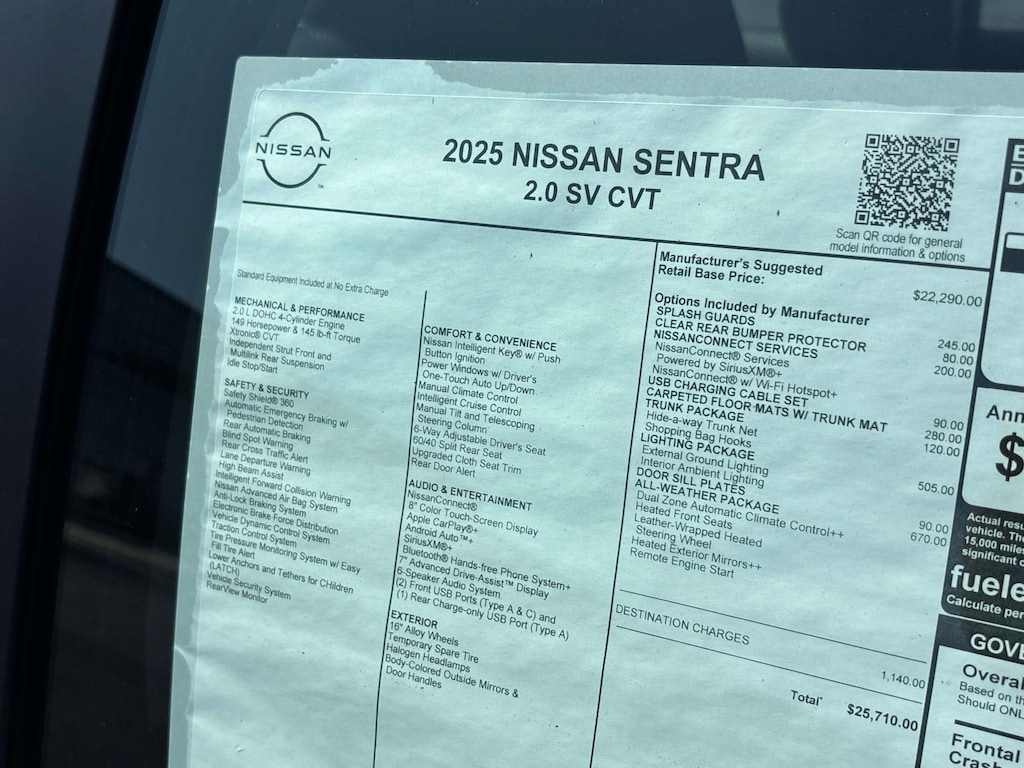 NISSAN
2025 NISSAN SENTRA
2.0 SV CVT
Scan QR code for general
model information & options
Standard Equipment Included at No Extra Charge
MECHANICAL & PERFORMANCE
2.0 L DOHC 4-Cylinder Engine
149 Horsepower & 145 lb-ft Torque
Xtronic® CVT
Independent Strut Front and
Multilink Rear Suspension
Idle Stop/Start
SAFETY & SECURITY
Safety Shield® 360
Automatic Emergency Braking w/
Pedestrian Detection
Rear Automatic Braking
Blind Spot Warning
Rear Cross Traffic Alert
Lane Departure Warning
High Beam Assist
Intelligent Forward Collision Warning
Nissan Advanced Air Bag System
Anti-Lock Braking System
Electronic Brake Force Distribution
Vehicle Dynamic Control System
Traction Control System
Tire Pressure Monitoring System w/ Easy
Fill Tire Alert
Lower Anchors and Tethers for CHildren
(LATCH)
Vehicle Security System
RearView Monitor
COMFORT & CONVENIENCE
Nissan Intelligent Key® w/ Push
Button Ignition
Power Windows w/ Driver's
One-Touch Auto Up/Down
Manual Climate Control
Intelligent Cruise Control
Manual Tilt and Telescoping
Steering Column
6-Way Adjustable Driver's Seat
60/40 Split Rear Seat
Upgraded Cloth Seat Trim
Rear Door Alert
AUDIO & ENTERTAINMENT
NissanConnect®
8" Color Touch-Screen Display
Apple CarPlay®+
Android Auto™+
SiriusXM®+
Bluetooth® Hands-free Phone System+
7" Advanced Drive-Assist™ Display
6-Speaker Audio System
(2) Front USB Ports (Type A & C) and
(1) Rear Charge-only USB Port (Type A)
EXTERIOR
16" Alloy Wheels
Temporary Spare Tire
Halogen Headlamps
Body-Colored Outside Mirrors &
Door Handles
Manufacturer's Suggested
Retail Base Price: $22,290.00
Options Included by Manufacturer
SPLASH GUARDS 245.00
CLEAR REAR BUMPER PROTECTOR 80.00
NISSANCONNECT SERVICES 200.00
NissanConnect® Services
Powered by SiriusXM®+
NissanConnect® w/ Wi-Fi Hotspot+
USB CHARGING CABLE SET 90.00
CARPETED FLOOR MATS W/ TRUNK MAT 280.00
TRUNK PACKAGE 120.00
Hide-a-way Trunk Net
Shopping Bag Hooks
LIGHTING PACKAGE 505.00
External Ground Lighting
Interior Ambient Lighting
DOOR SILL PLATES 90.00
ALL-WEATHER PACKAGE 670.00
Dual Zone Automatic Climate Control++
Heated Front Seats
Leather-Wrapped Heated
Steering Wheel
Heated Exterior Mirrors++
Remote Engine Start
DESTINATION CHARGES 1,140.00
Total* $25,710.00
E
D
Ann
$
Actual resu
vehicle. Th
15,000 mile
significant c
fuele
Calculate per
GOVE
Overal
Based on th
Should ONL
Frontal
Crash